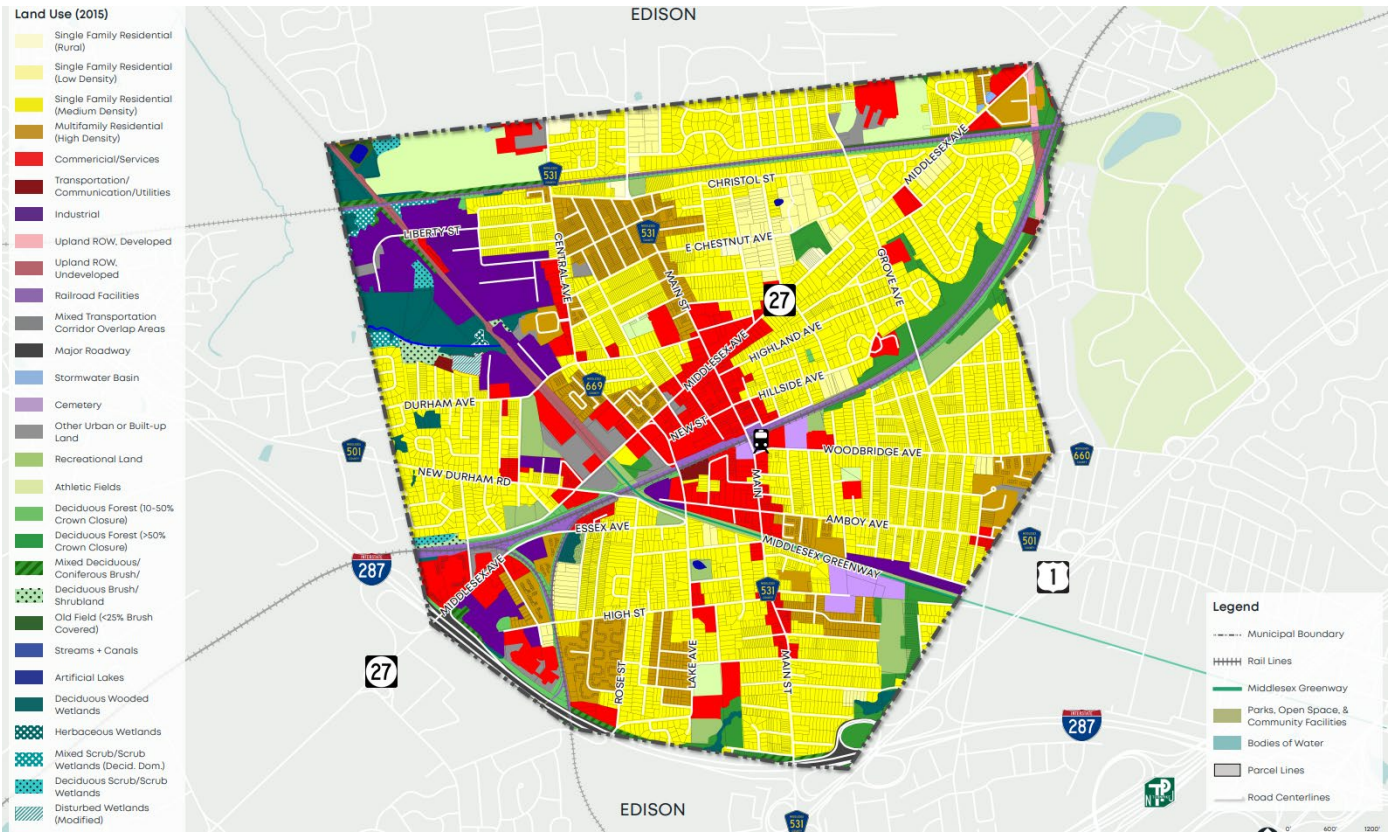 Land Use (2015)
Single Family Residential
(Rural)
Single Family Residential
(Low Density)
Single Family Residential
(Medium Density)
Multifamily Residential
(High Density)
Commericial/Services
Transportation/
Communication/Utilities
Industrial
Upland ROW, Developed
Upland ROW,
Undeveloped
Railroad Facilities
Mixed Transportation
Corridor Overlap Areas
Major Roadway
Stormwater Basin
Cemetery
Other Urban or Built-up
Land
Recreational Land
Athletic Fields
Deciduous Forest (10-50%
Crown Closure)
Deciduous Forest (>50%
Crown Closure)
Mixed Deciduous/
Coniferous Brush/
Deciduous Brush/
Shrubland
Old Field (<25% Brush
Covered)
Streams + Canals
Artificial Lakes
Deciduous Wooded
Wetlands
Herbaceous Wetlands
Mixed Scrub/Scrub
Wetlands (Decid. Dom.)
Deciduous Scrub/Scrub
Wetlands
Disturbed Wetlands
(Modified)
EDISON
MIDDLESEX AVE
531
CHRISTOL ST
LIBERTY ST
CENTRAL AVE
531
E CHESTNUT AVE
MAIN ST
GROVE AVE
27
MIDDLESEX AVE
HIGHLAND AVE
669
HILLSIDE AVE
DURHAM AVE
NEW ST
501
WOODBRIDGE AVE
660
NEW DURHAM RD
MAIN
ESSEX AVE
AMBOY AVE
501
MIDDLESEX GREENWAY
INTERSTATE
287
1
MIDDLESEX AVE
531
HIGH ST
27
ROSE ST
LAKE AVE
MAIN ST
INTERSTATE
287
EDISON
531
Legend
Municipal Boundary
Rail Lines
Middlesex Greenway
Parks, Open Space, &
Community Facilities
Bodies of Water
Parcel Lines
Road Centerlines
0' 600' 1200'